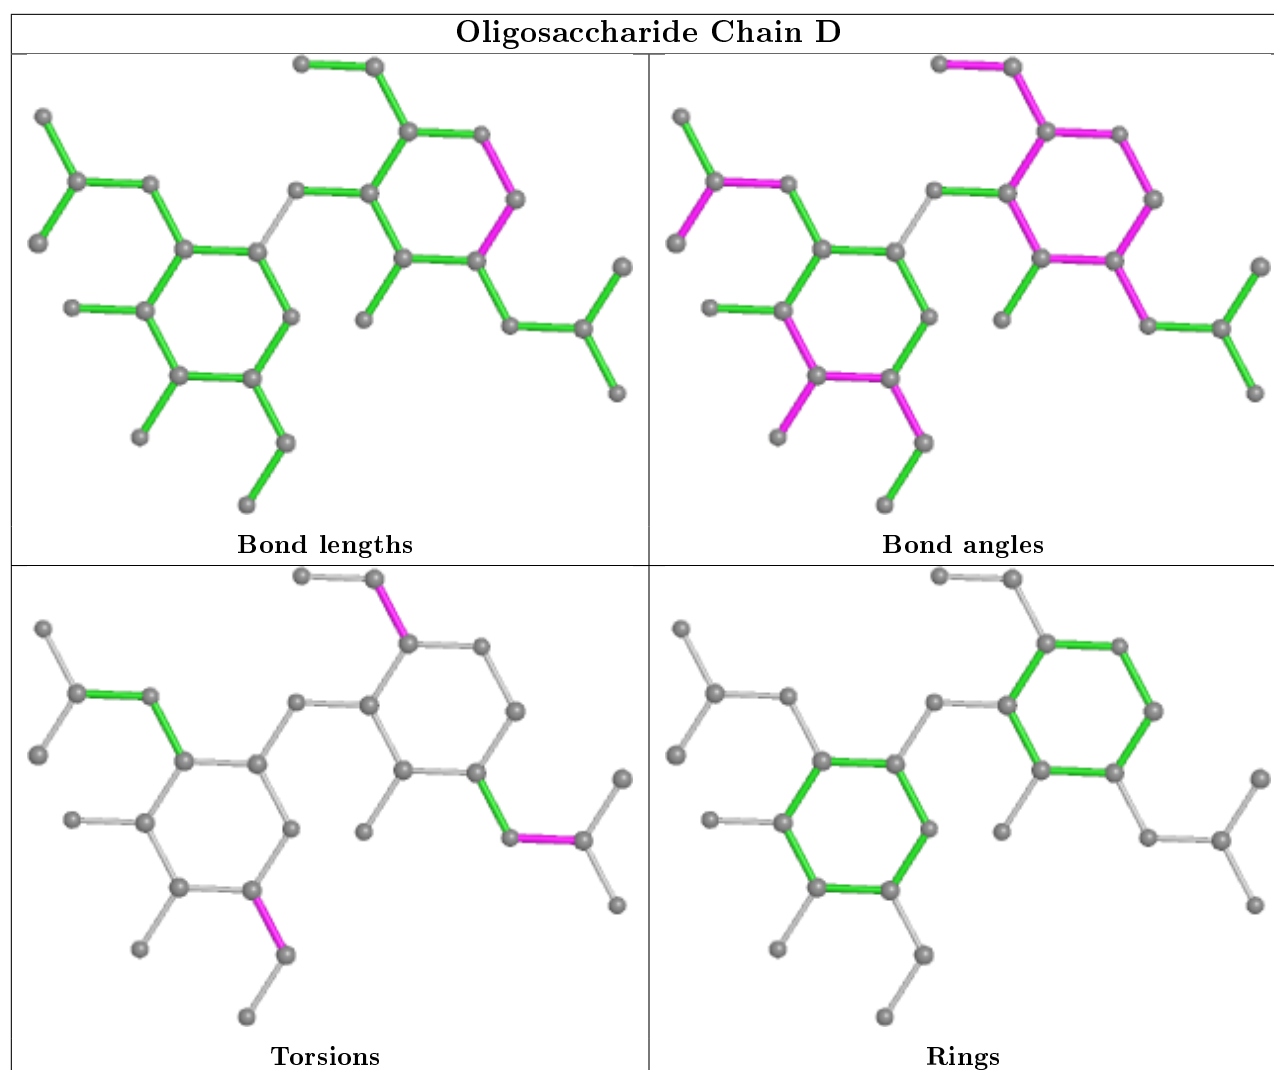 Oligosaccharide Chain D
Bond lengths
Bond angles
Torsions
Rings